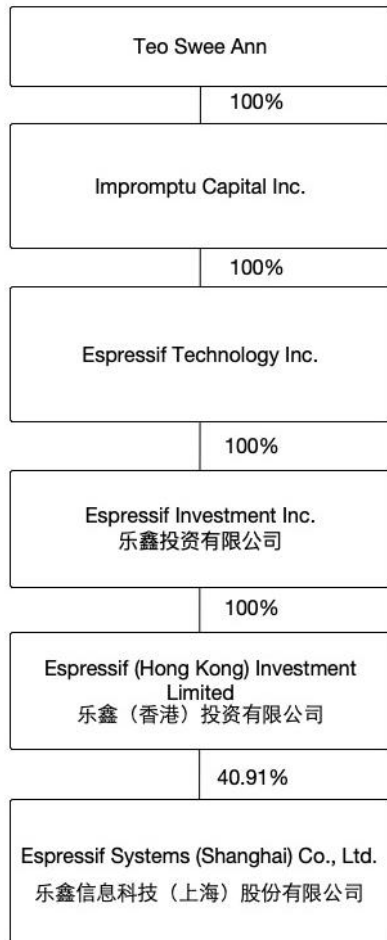 Teo Swee Ann
100%
Impromptu Capital Inc.
100%
Espressif Technology Inc.
100%
Espressif Investment Inc.
乐鑫投资有限公司
100%
Espressif (Hong Kong) Investment
Limited
乐鑫（香港）投资有限公司
40.91%
Espressif Systems (Shanghai) Co., Ltd.
乐鑫信息科技（上海）股份有限公司